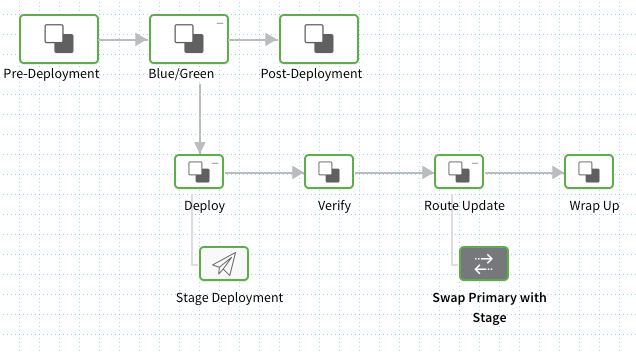 Pre-Deployment
Blue/Green
Post-Deployment
Deploy
Verify
Route Update
Wrap Up
Stage Deployment
Swap Primary with
Stage